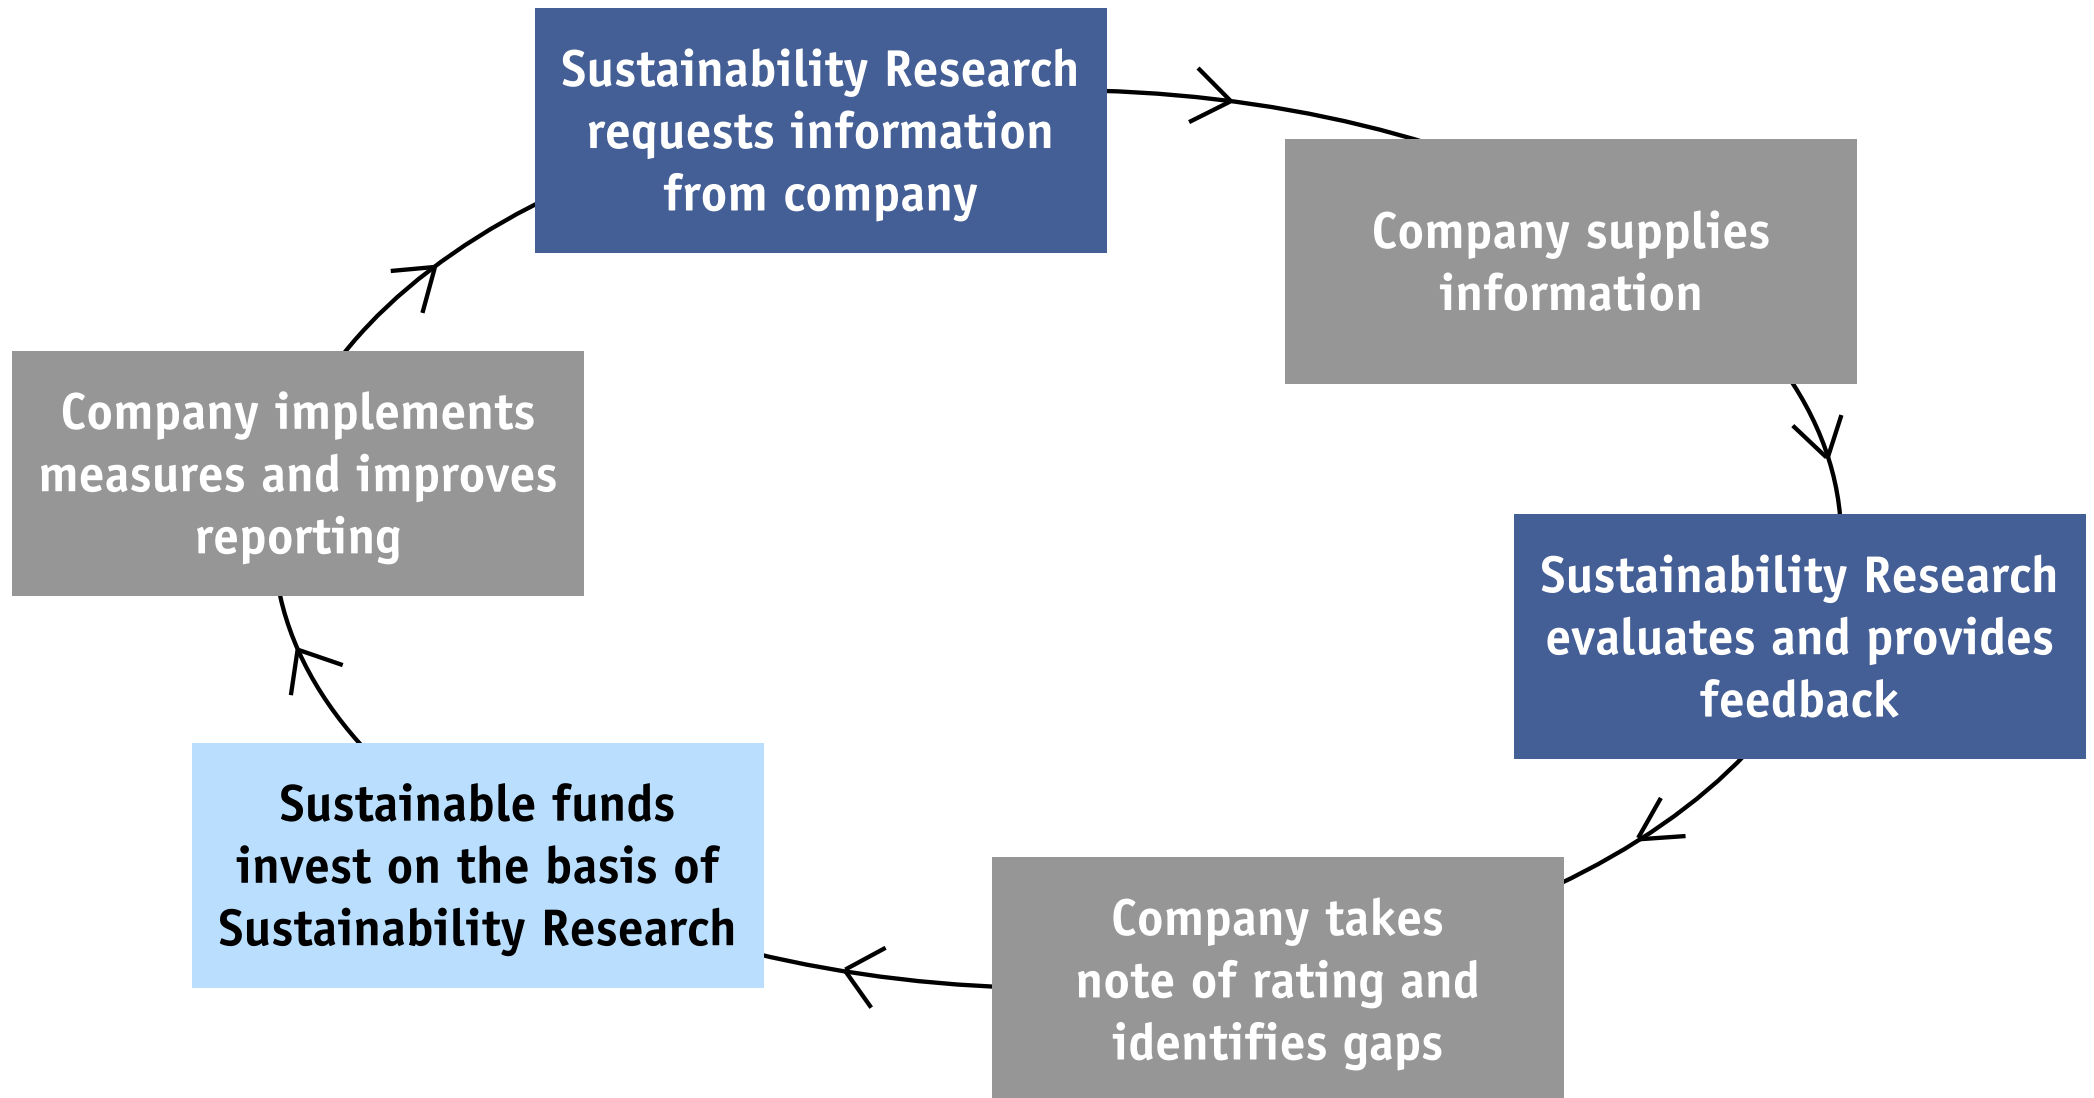 Sustainability Research
requests information
from company
Company supplies
information
Sustainability Research
evaluates and provides
feedback
Company takes
note of rating and
identifies gaps
Sustainable funds
invest on the basis of
Sustainability Research
Company implements
measures and improves
reporting